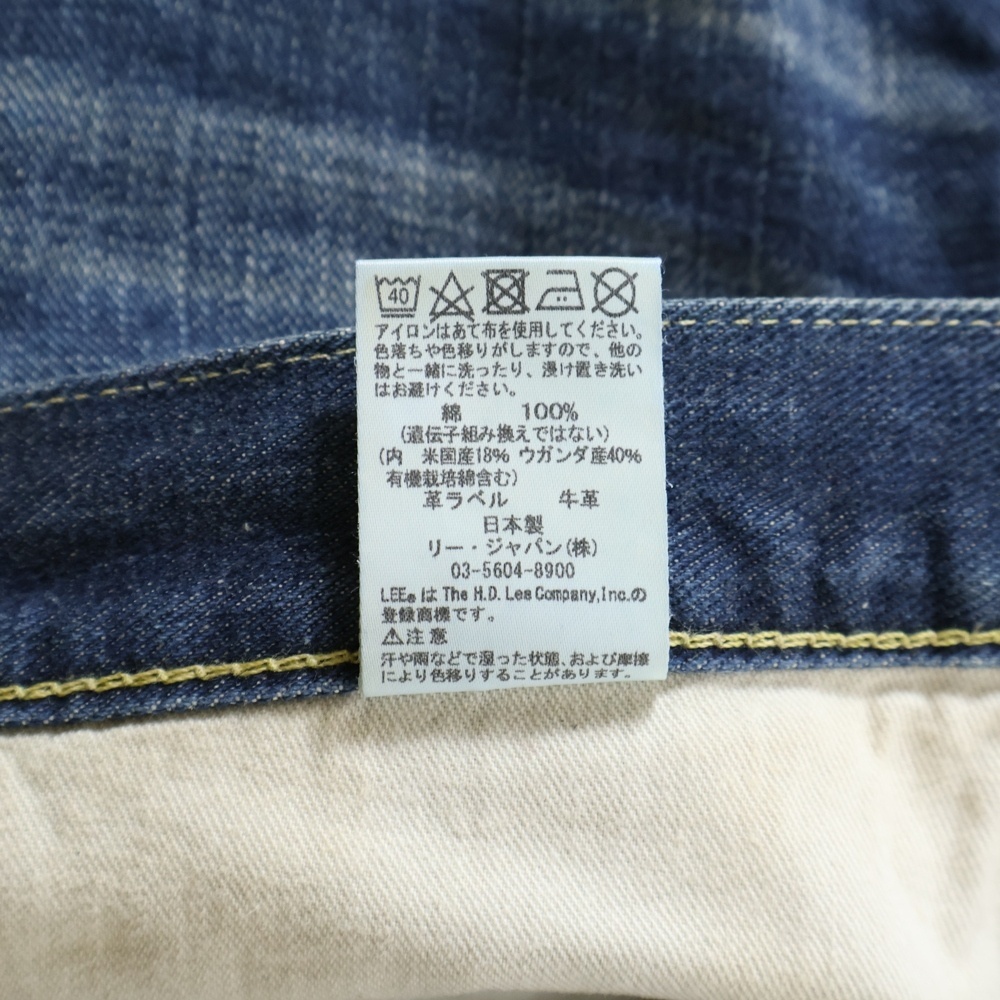 40
アイロンはあて布を使用してください。
色落ちや色移りがしますので、他の
物と一緒に洗ったり、浸け置き洗い
はお避けください。
綿 100%
(遺伝子組み換えではない)
(内 米国産18% ウガンダ産40%
有機栽培綿含む)
革ラベル 牛革
日本製
リー・ジャパン(株)
03-5604-8900
LEE® は The H.D. Lee Company,Inc.の
登録商標です。
⚠注意
汗や雨などで湿った状態、および摩擦
により色移りすることがあります。